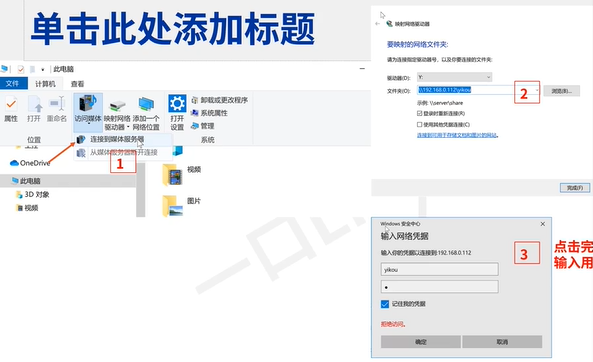 单击此处添加标题
此电脑
文件
计算机
查看
属性
打开
重命名
访问媒体
映射网络驱动器
添加一个网络位置
打开设置
卸载或更改程序
系统属性
管理
位置
系统
连接到媒体服务器
从媒体服务器断开连接
1
OneDrive
此电脑
3D 对象
视频
视频
图片
映射网络驱动器
要映射的网络文件夹:
请为连接指定驱动器号，以及你要连接的文件夹:
驱动器(D):
Y:
文件夹(O):
\\192.168.0.112\yikou
2
浏览(B)...
示例: \\server\share
登录时重新连接(R)
使用其他凭据连接(C)
连接到可用于存储文档和图片的网站。
完成(F)
Windows 安全中心
输入网络凭据
3
输入你的凭据以连接到:192.168.0.112
yikou
记住我的凭据
拒绝访问。
确定
取消
点击完
输入用